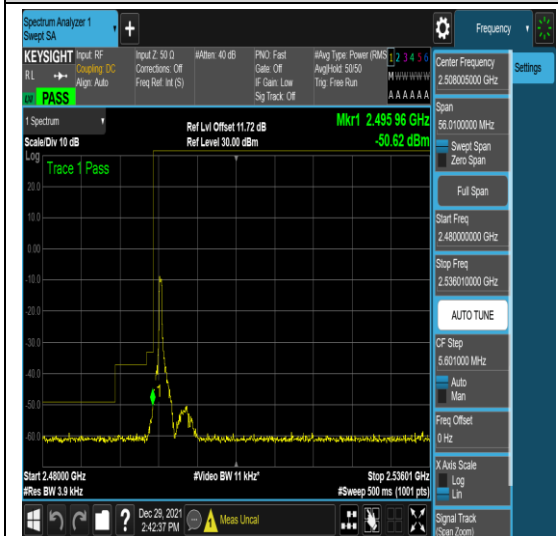 Spectrum Analyzer 1
Swept SA
Frequency
KEYSIGHT
RL
PASS
Input: RF
Coupling: DC
Align: Auto
Input Z: 50 Ω
Corrections: Off
Freq Ref: Int (S)
#Atten: 40 dB
PNO: Fast
Gate: Off
IF Gain: Low
Sig Track: Off
#Avg Type: Power (RMS
Avg|Hold: 50/50
Trig: Free Run
1 2 3 4 5 6
M W W W W W
A A A A A A
Center Frequency
2.508005000 GHz
Settings
Span
56.0100000 MHz
Swept Span
Zero Span
Full Span
Start Freq
2.480000000 GHz
Stop Freq
2.536010000 GHz
AUTO TUNE
CF Step
5.601000 MHz
Auto
Man
Freq Offset
0 Hz
X Axis Scale
Log
Lin
Signal Track
(Span Zoom)
1 Spectrum
Scale/Div 10 dB
Ref Lvl Offset 11.72 dB
Ref Level 30.00 dBm
Mkr1 2.495 96 GHz
-50.62 dBm
Log
Trace 1 Pass
20.0
10.0
0.00
-10.0
-20.0
-30.0
-40.0
-50.0
-60.0
1
Start 2.48000 GHz
#Res BW 3.9 kHz
#Video BW 11 kHz*
Stop 2.53601 GHz
#Sweep 500 ms (1001 pts)
?
Dec 29, 2021
2:42:37 PM
Meas Uncal